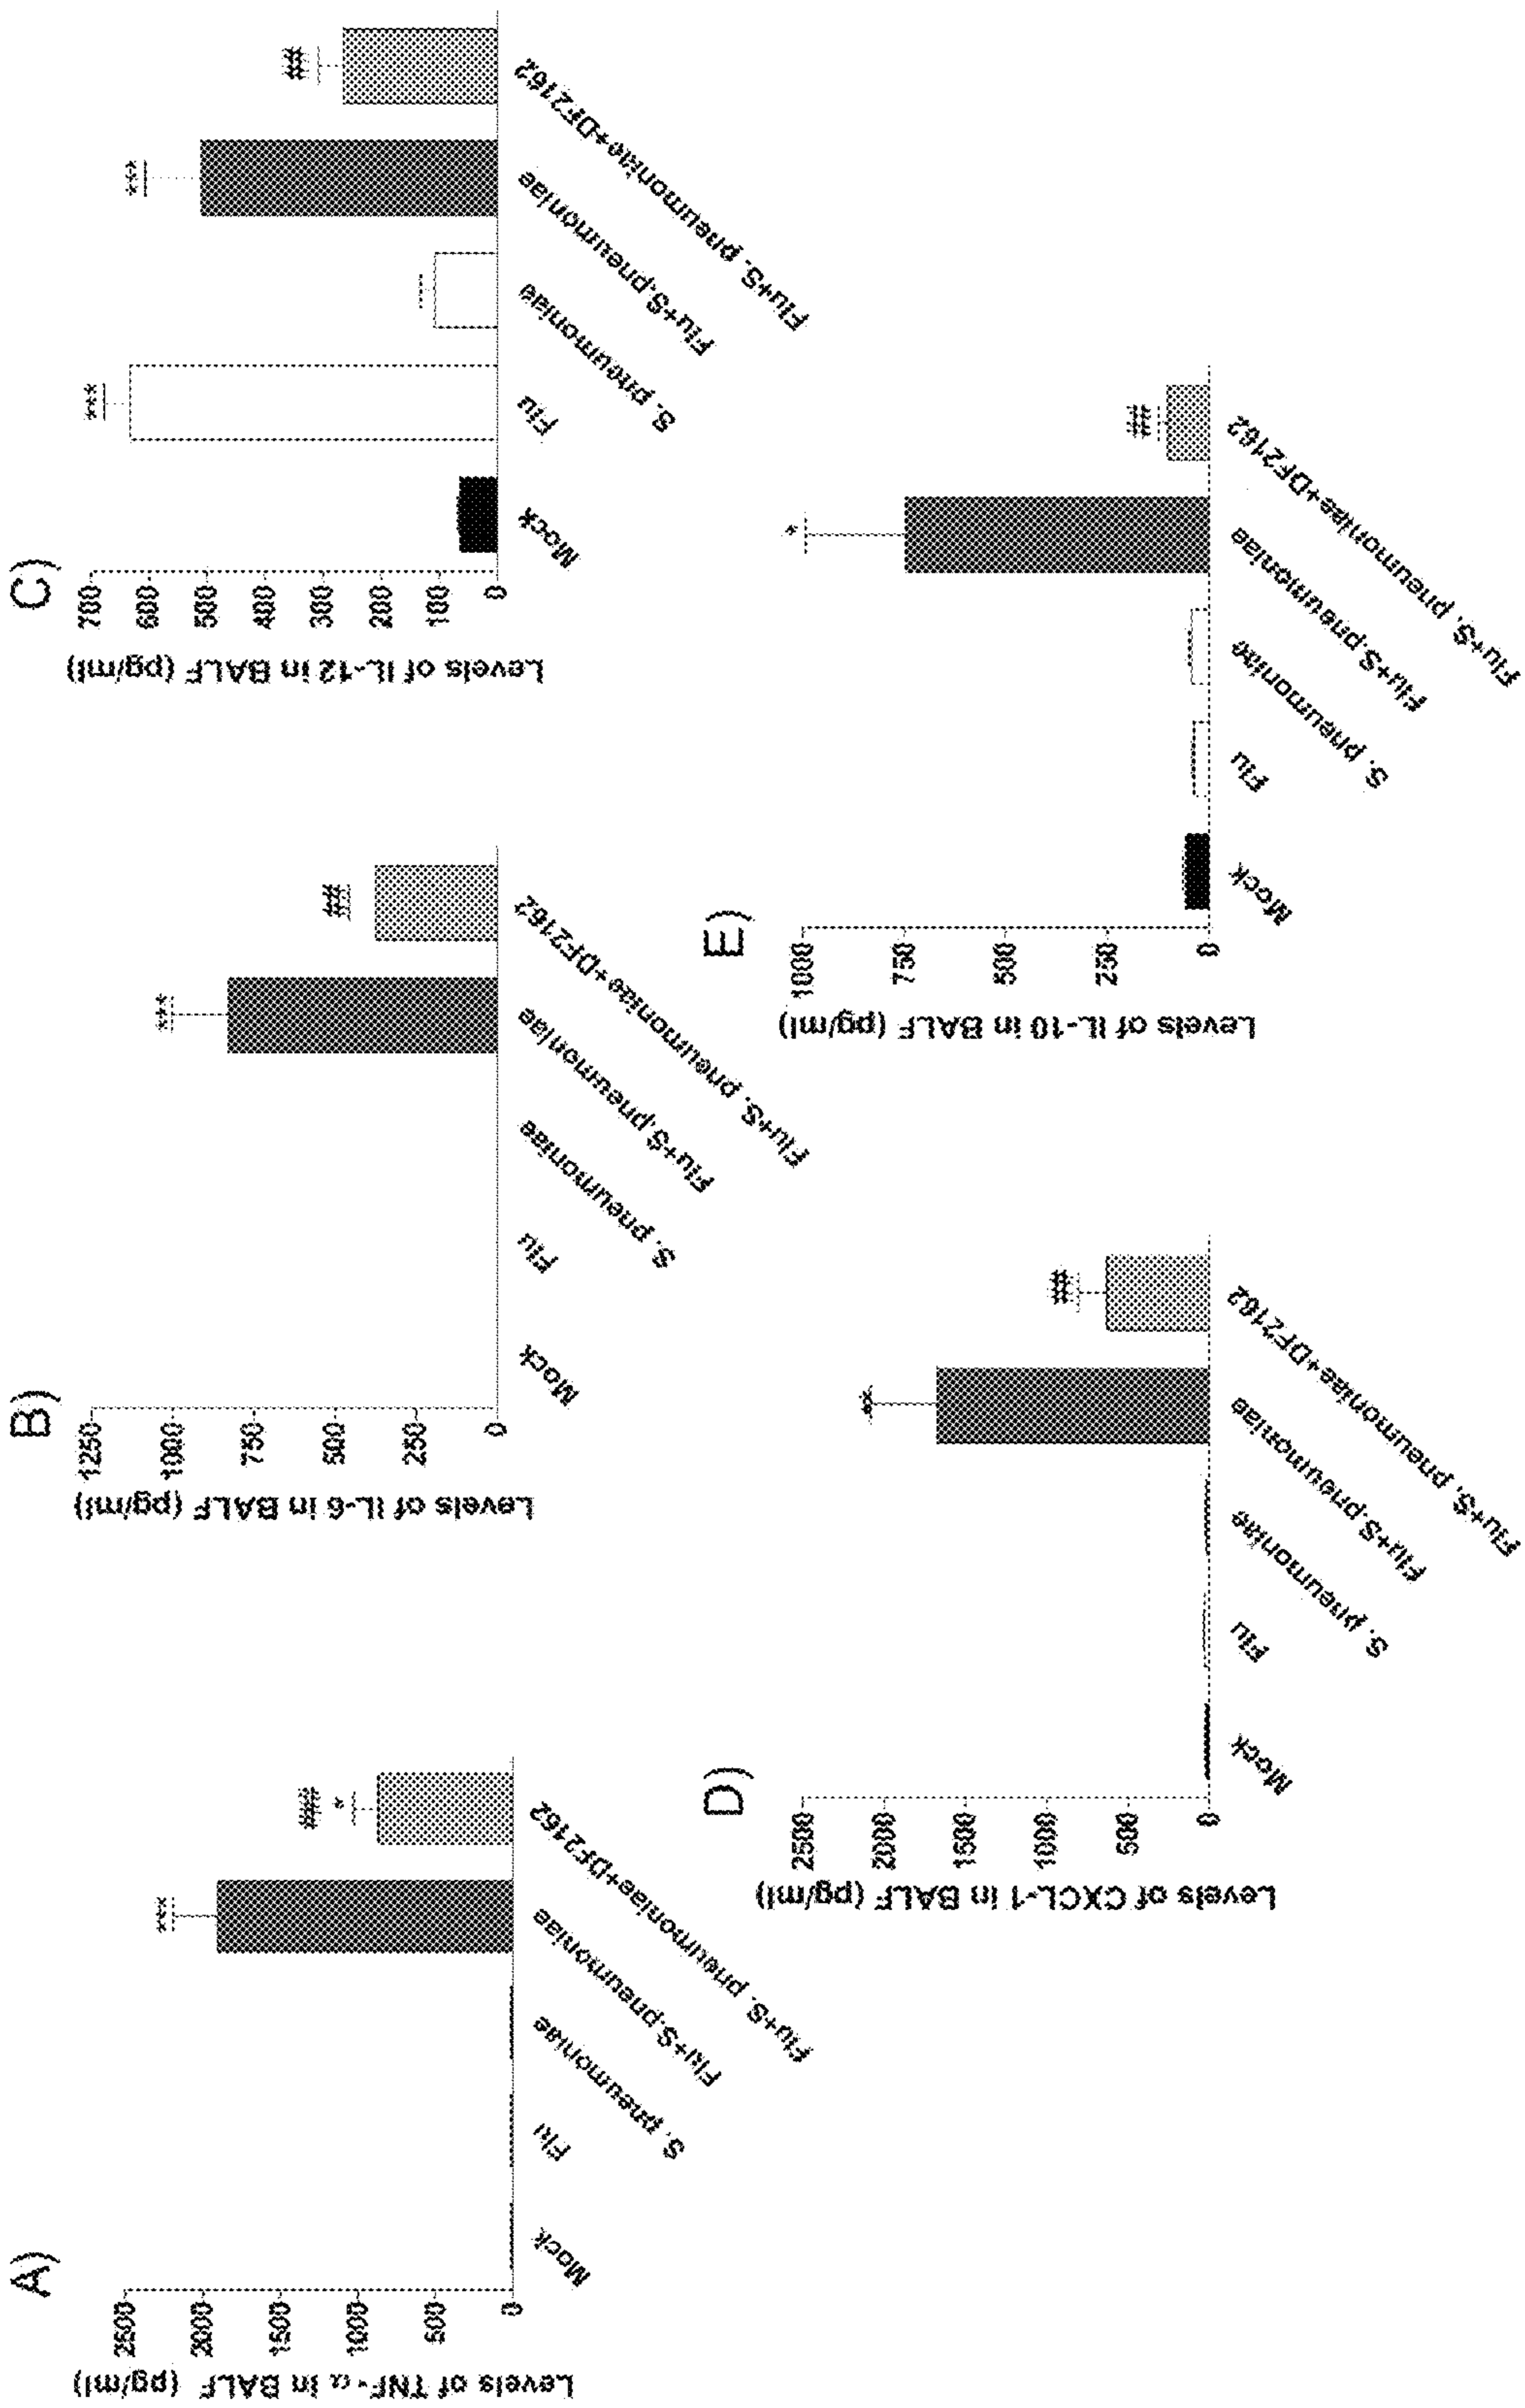 A)
Levels of TNF-α in BALF (pg/ml)
2500
2000
1500
1000
500
0
***
###
*
Mock
Flu
S. pneumoniae
Flu+S.pneumoniae
Flu+S. pneumoniae+DF2162
B)
Levels of IL-6 in BALF (pg/ml)
1250
1000
750
500
250
0
***
##
Mock
Flu
S. pneumoniae
Flu+S.pneumoniae
Flu+S. pneumoniae+DF2162
C)
Levels of IL-12 in BALF (pg/ml)
700
600
500
400
300
200
100
0
***
***
##
Mock
Flu
S. pneumoniae
Flu+S.pneumoniae
Flu+S. pneumoniae+DF2162
D)
Levels of CXCL-1 in BALF (pg/ml)
2500
2000
1500
1000
500
0
**
##
Mock
Flu
S. pneumoniae
Flu+S.pneumoniae
Flu+S. pneumoniae+DF2162
E)
Levels of IL-10 in BALF (pg/ml)
1000
750
500
250
0
*
###
Mock
Flu
S. pneumoniae
Flu+S.pneumoniae
Flu+S. pneumoniae+DF2162